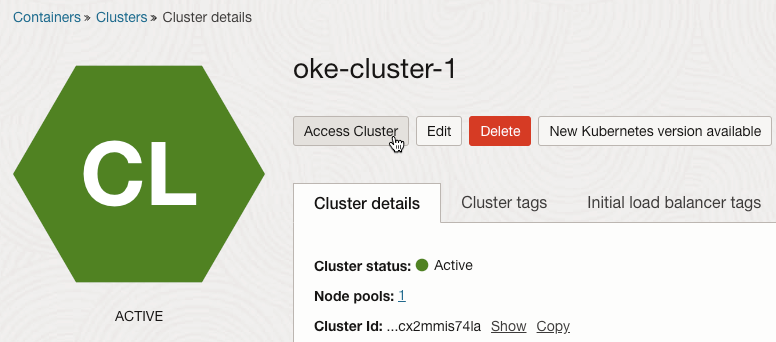 Containers » Clusters » Cluster details
oke-cluster-1
Access Cluster Edit Delete New Kubernetes version available
CL
ACTIVE
Cluster details Cluster tags Initial load balancer tags
Cluster status: Active
Node pools: 1
Cluster Id: ...cx2mmis74la Show Copy